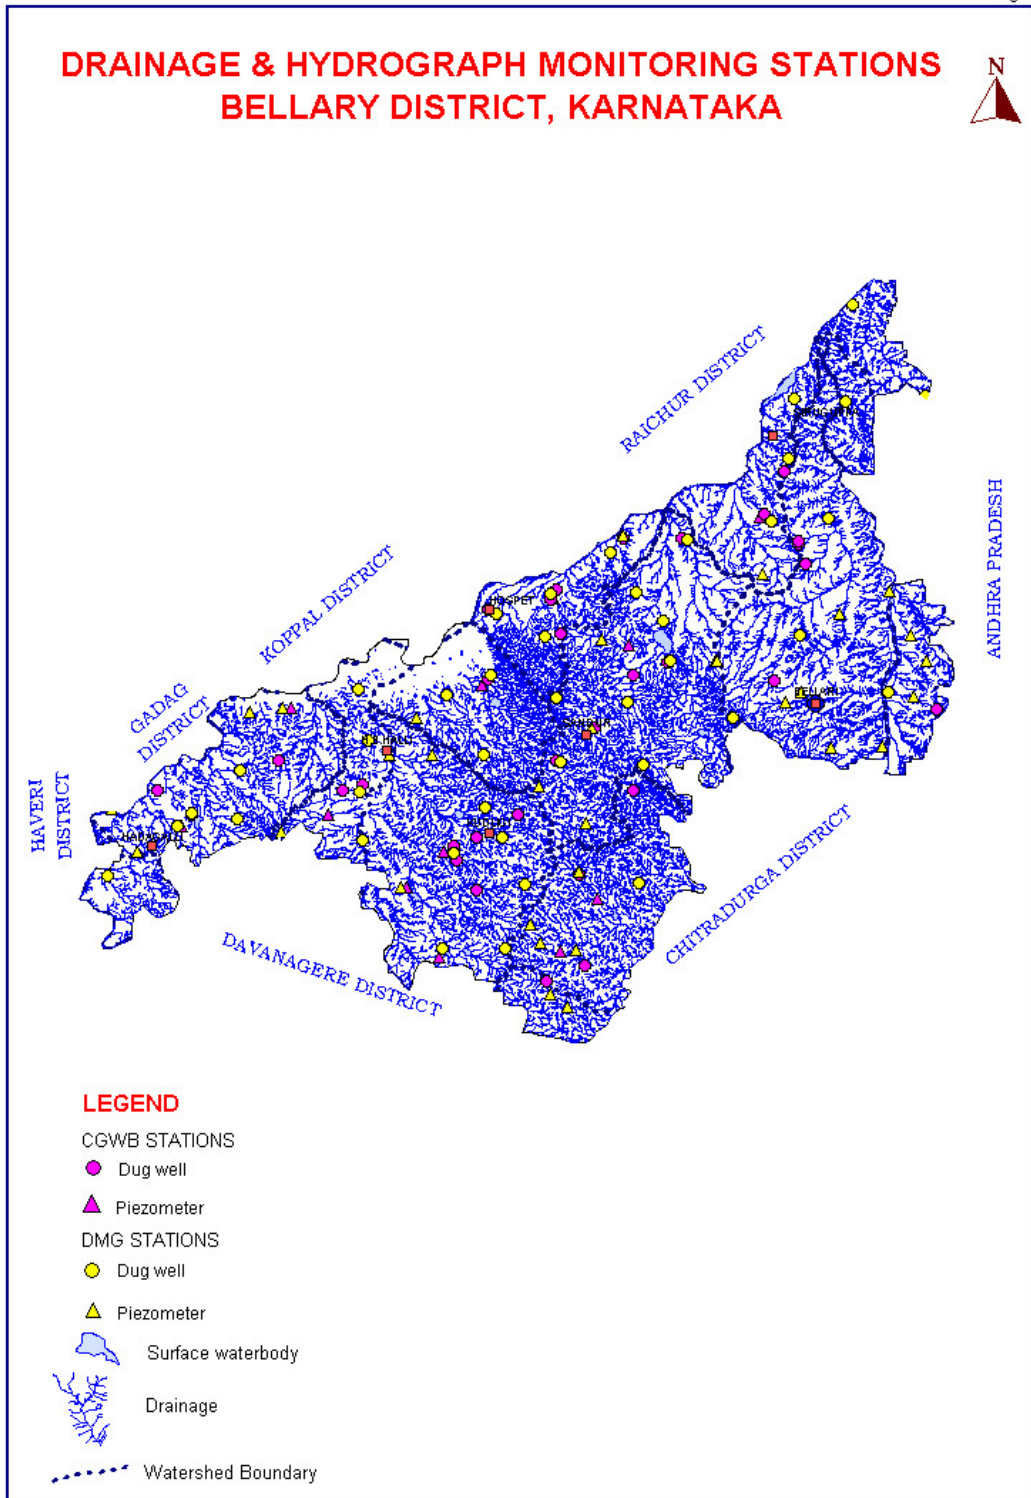 DRAINAGE & HYDROGRAPH MONITORING STATIONS
BELLARY DISTRICT, KARNATAKA
N
RAICHUR DISTRICT
KOPPAL DISTRICT
GADAG
DISTRICT
HAVERI
DISTRICT
ANDHRA PRADESH
HOSPET
CHITRADURGA DISTRICT
DAVANAGERE DISTRICT
LEGEND
CGWB STATIONS
Dug well
Piezometer
DMG STATIONS
Dug well
Piezometer
Surface waterbody
Drainage
Watershed Boundary